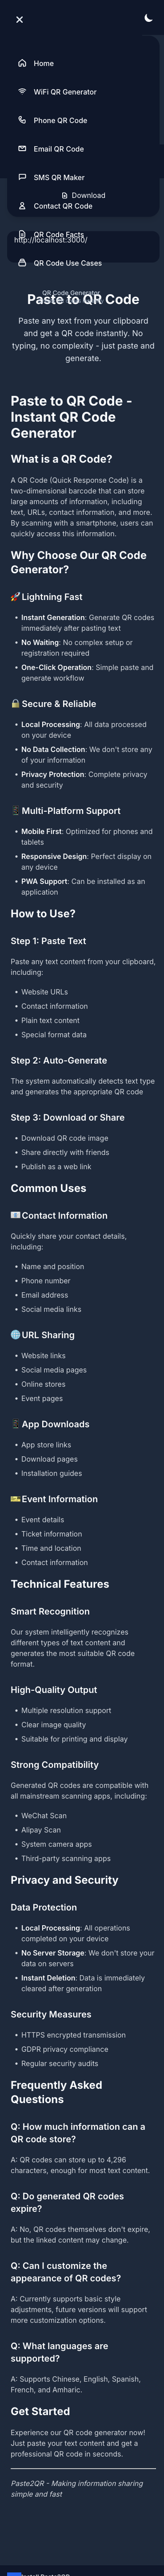 Home
WiFi QR Generator
Phone QR Code
Email QR Code
SMS QR Maker
Download
Contact QR Code
QR Code Facts
http://localhost:3000/
QR Code Use Cases
QR Code Generator
Paste to QR Code
Paste any text from your clipboard
and get a QR code instantly. No
typing, no complexity - just paste and
generate.
Paste to QR Code -
Instant QR Code
Generator
What is a QR Code?
A QR Code (Quick Response Code) is a
two-dimensional barcode that can store
large amounts of information, including
text, URLs, contact information, and more.
By scanning with a smartphone, users can
quickly access this information.
Why Choose Our QR Code
Generator?
🚀 Lightning Fast
• Instant Generation: Generate QR codes
immediately after pasting text
• No Waiting: No complex setup or
registration required
• One-Click Operation: Simple paste and
generate workflow
🔒 Secure & Reliable
• Local Processing: All data processed
on your device
• No Data Collection: We don't store any
of your information
• Privacy Protection: Complete privacy
and security
📱 Multi-Platform Support
• Mobile First: Optimized for phones and
tablets
• Responsive Design: Perfect display on
any device
• PWA Support: Can be installed as an
application
How to Use?
Step 1: Paste Text
Paste any text content from your clipboard,
including:
• Website URLs
• Contact information
• Plain text content
• Special format data
Step 2: Auto-Generate
The system automatically detects text type
and generates the appropriate QR code
Step 3: Download or Share
• Download QR code image
• Share directly with friends
• Publish as a web link
Common Uses
📧 Contact Information
Quickly share your contact details,
including:
• Name and position
• Phone number
• Email address
• Social media links
🌐 URL Sharing
• Website links
• Social media pages
• Online stores
• Event pages
📱 App Downloads
• App store links
• Download pages
• Installation guides
🎫 Event Information
• Event details
• Ticket information
• Time and location
• Contact information
Technical Features
Smart Recognition
Our system intelligently recognizes
different types of text content and
generates the most suitable QR code
format.
High-Quality Output
• Multiple resolution support
• Clear image quality
• Suitable for printing and display
Strong Compatibility
Generated QR codes are compatible with
all mainstream scanning apps, including:
• WeChat Scan
• Alipay Scan
• System camera apps
• Third-party scanning apps
Privacy and Security
Data Protection
• Local Processing: All operations
completed on your device
• No Server Storage: We don't store your
data on servers
• Instant Deletion: Data is immediately
cleared after generation
Security Measures
• HTTPS encrypted transmission
• GDPR privacy compliance
• Regular security audits
Frequently Asked
Questions
Q: How much information can a
QR code store?
A: QR codes can store up to 4,296
characters, enough for most text content.
Q: Do generated QR codes
expire?
A: No, QR codes themselves don't expire,
but the linked content may change.
Q: Can I customize the
appearance of QR codes?
A: Currently supports basic style
adjustments, future versions will support
more customization options.
Q: What languages are
supported?
A: Supports Chinese, English, Spanish,
French, and Amharic.
Get Started
Experience our QR code generator now!
Just paste your text content and get a
professional QR code in seconds.
Paste2QR - Making information sharing
simple and fast